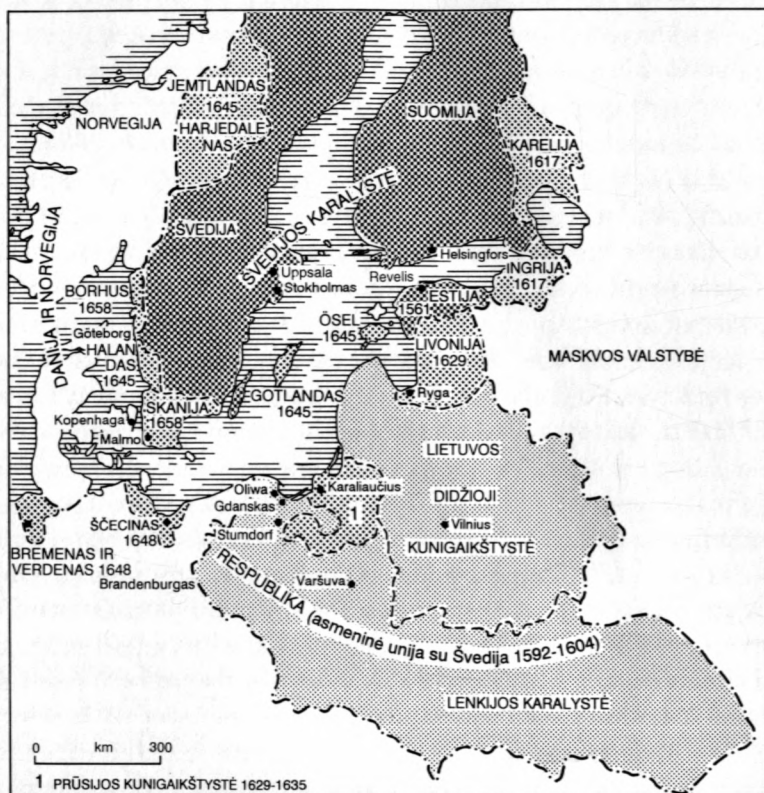 JEMTLANDAS
1645
HARJEDALE
NAS
NORVEGIJA
SUOMIJA
KARELIJA
1617
ŠVEDIJA
ŠVEDIJOS KARALYSTĖ
DANIJA IR NORVEGIJA
Uppsala
Stokholmas
Helsingfors
Revelis
INGRIJA
1617
BORHUS
1658
ESTIJA
1561
ÖSEL
1645
Göteborg
HALAN
DAS
1645
LIVONIJA
1629
MASKVOS VALSTYBĖ
GOTLANDAS
1645
Ryga
SKANIJA
1658
Kopenhaga
Malmo
LIETUVOS
DIDŽIOJI
KUNIGAIKŠTYSTĖ
Oliwa
Karaliaučius
Gdanskas
1
Vilnius
Stumdorf
ŠČECINAS
1648
BREMENAS IR
VERDENAS 1648
Brandenburgas
Varšuva
RESPUBLIKA (asmeninė unija su Švedija 1592-1604)
LENKIJOS KARALYSTĖ
0 km 300
1 PRŪSIJOS KUNIGAIKŠTYSTĖ 1629-1635